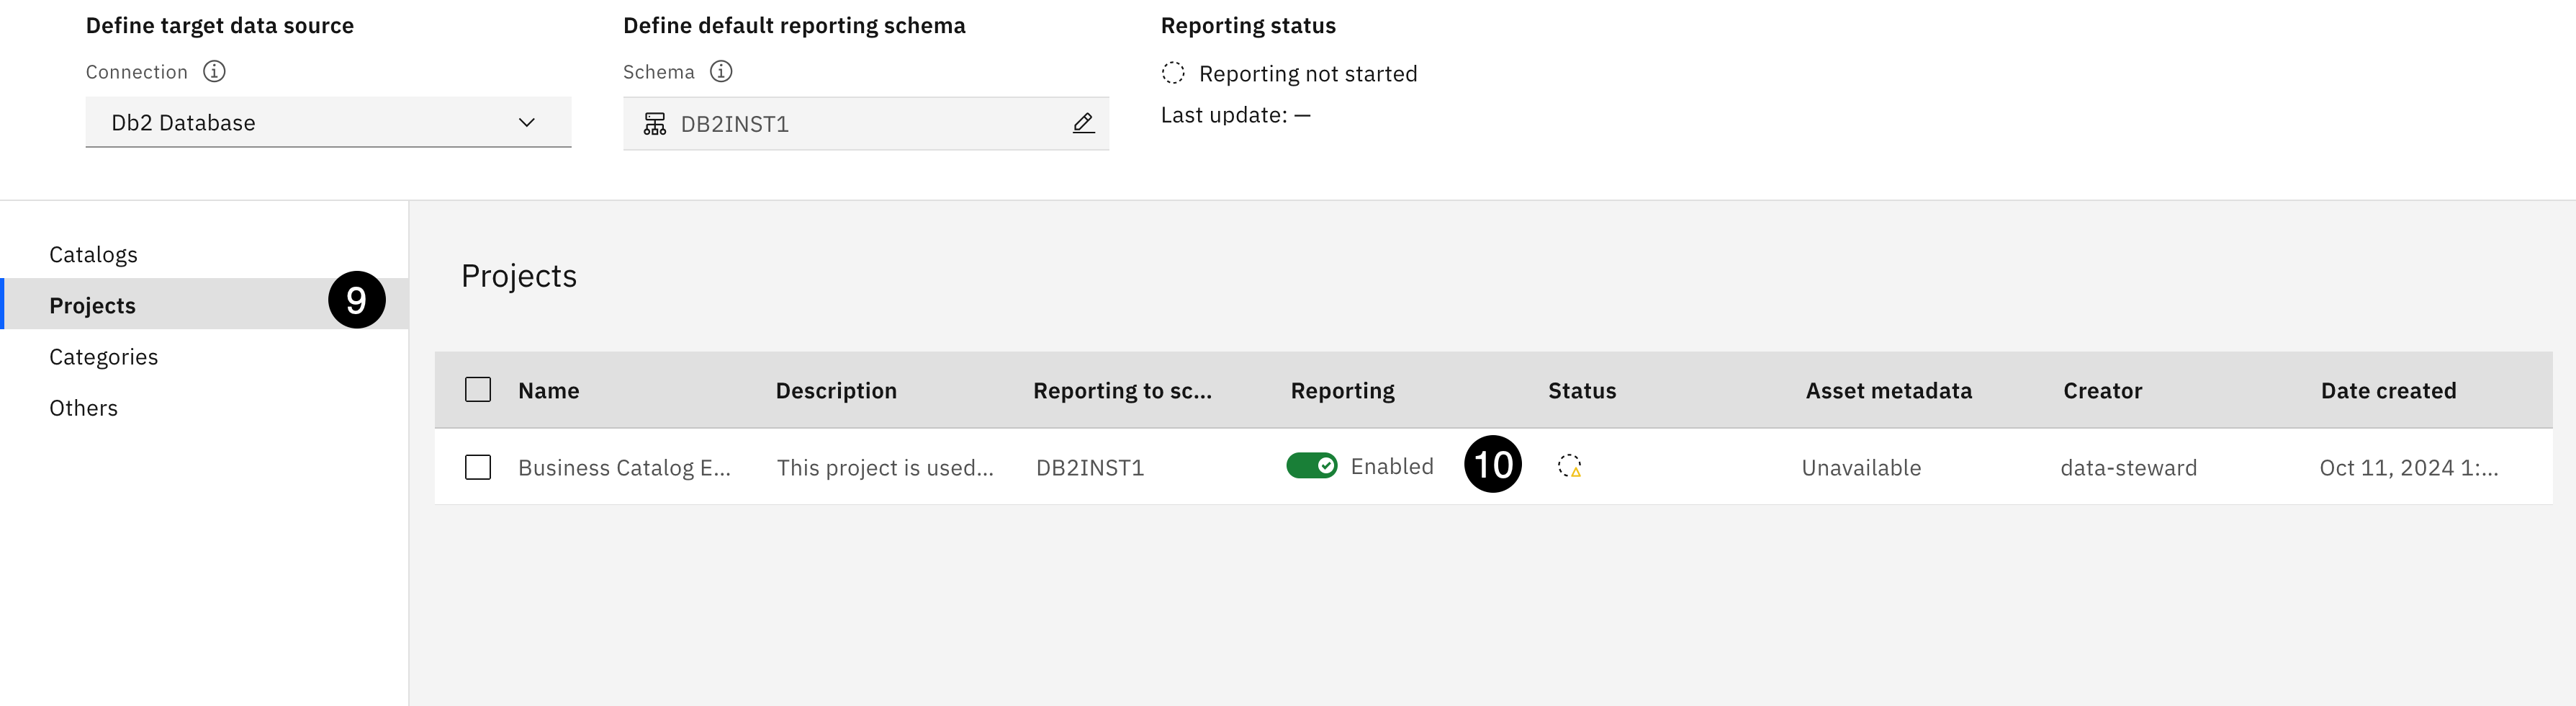 Define target data source
Connection
Db2 Database
Define default reporting schema
Schema
DB2INST1
Reporting status
Reporting not started
Last update: —
Catalogs
Projects
9
Categories
Others
Projects
Name Description Reporting to sc... Reporting Status Asset metadata Creator Date created
Business Catalog E... This project is used... DB2INST1 Enabled 10 Unavailable data-steward Oct 11, 2024 1:...